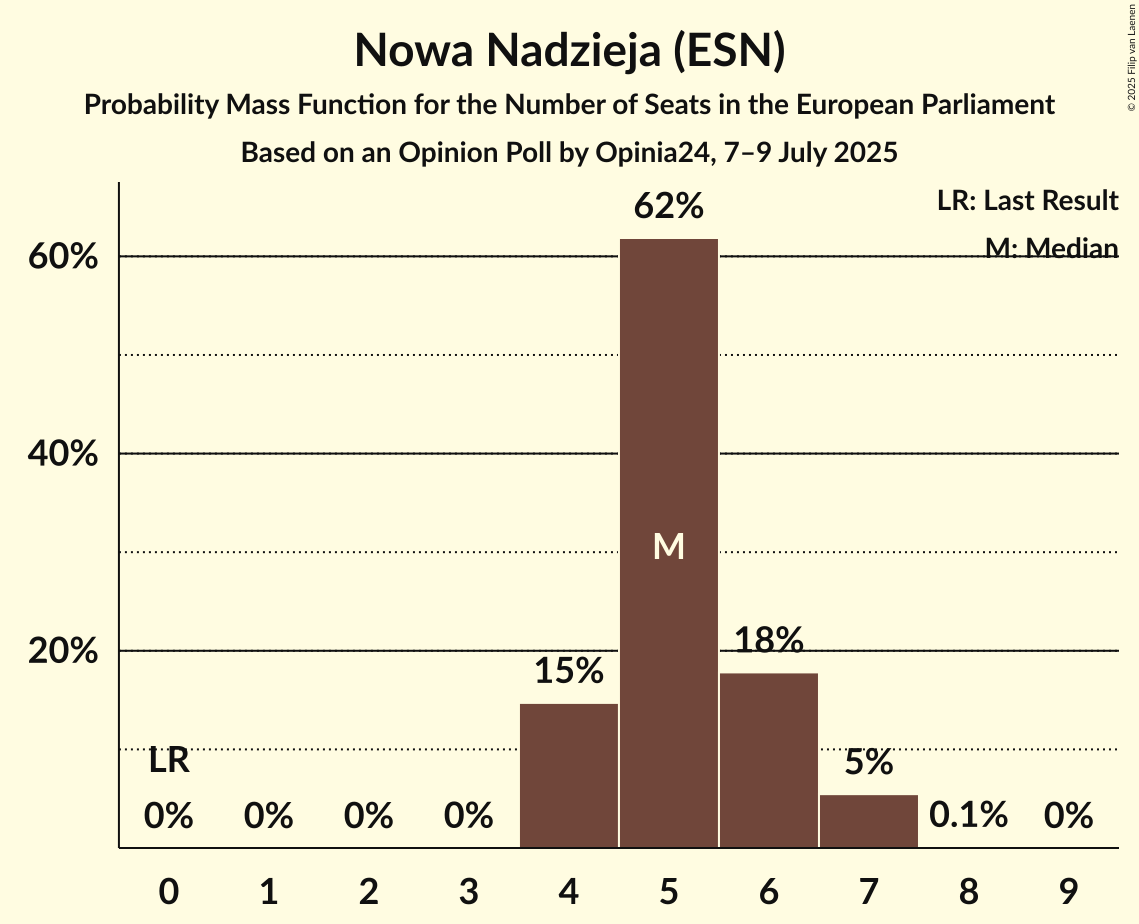 Nowa Nadzieja (ESN)
Probability Mass Function for the Number of Seats in the European Parliament
Based on an Opinion Poll by Opinia24, 7–9 July 2025
© 2025 Filip van Laenen
LR: Last Result
M: Median
62%
60%
40%
M
20%
18%
15%
LR
5%
0% 0% 0% 0% 0.1% 0%
0 1 2 3 4 5 6 7 8 9